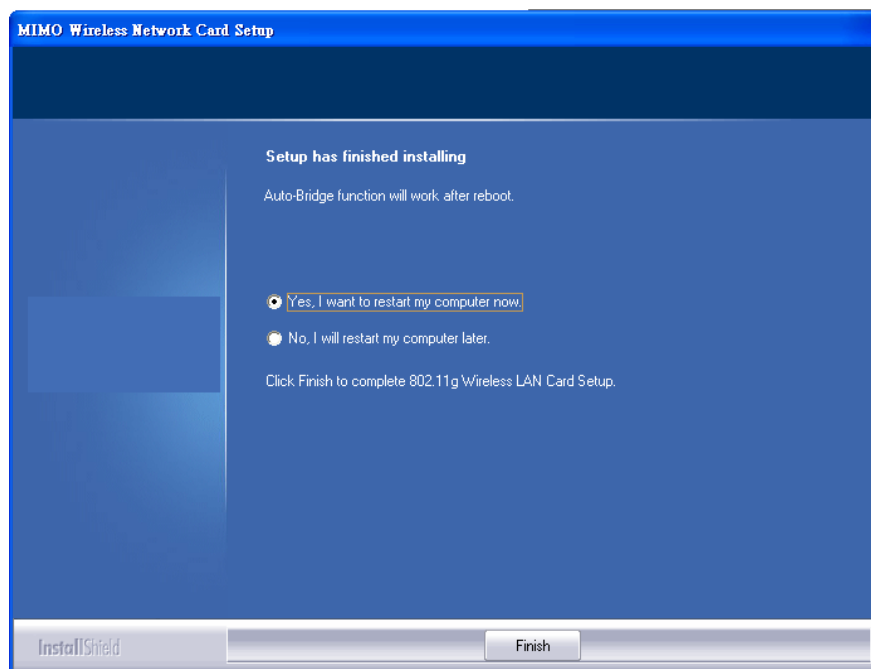 MIMO Wireless Network Card Setup
Setup has finished installing
Auto-Bridge function will work after reboot.
Yes, I want to restart my computer now.
No, I will restart my computer later.
Click Finish to complete 802.11g Wireless LAN Card Setup.
InstallShield
Finish